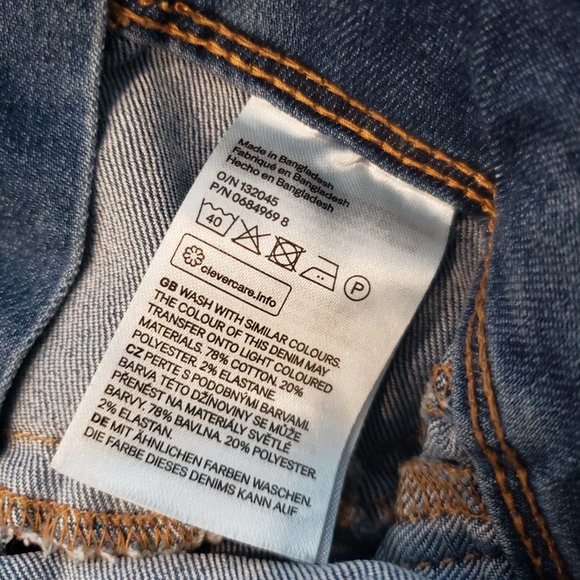 Made in Bangladesh
Fabriqué en Bangladesh
Hecho en Bangladesh
O/N 132045
P/N 0684969 8
40
P
clevercare.info
GB WASH WITH SIMILAR COLOURS.
THE COLOUR OF THIS DENIM MAY
TRANSFER ONTO LIGHT COLOURED
MATERIALS. 78% COTTON. 20%
POLYESTER. 2% ELASTANE.
CZ PERTE S PODOBNÝMI BARVAMI.
BARVA TÉTO DŽÍNOVINY SE MŮŽE
PŘENÉST NA MATERIÁLY SVĚTLÉ
BARVY. 78% BAVLNA. 20% POLYESTER.
2% ELASTAN.
DE MIT ÄHNLICHEN FARBEN WASCHEN.
DIE FARBE DIESES DENIMS KANN AUF